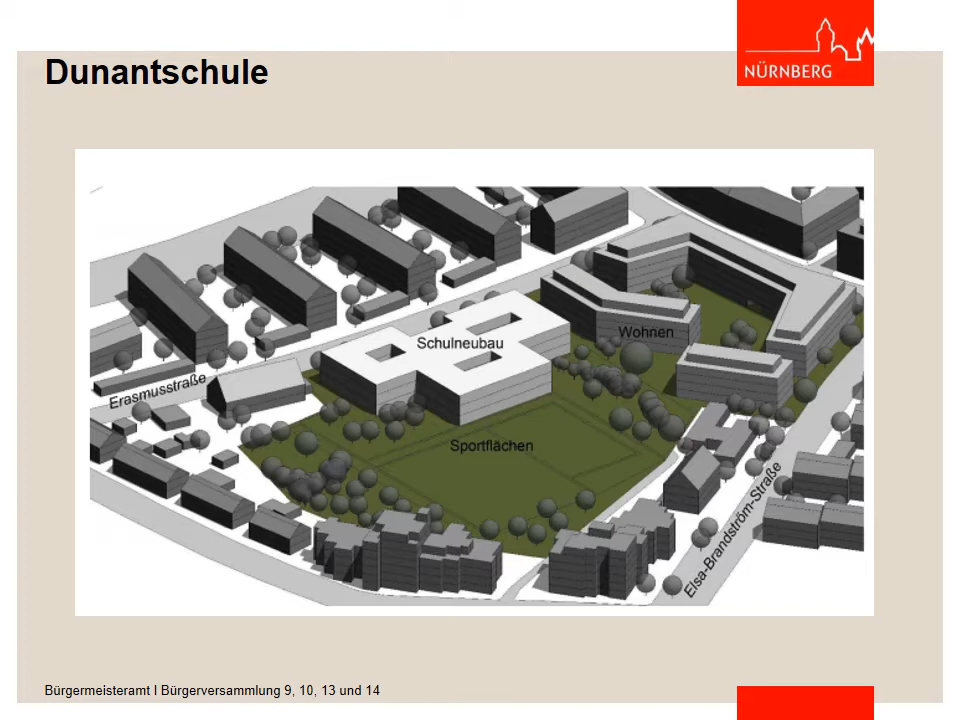 Dunantschule
NÜRNBERG
Schulneubau
Wohnen
Erasmusstraße
Sportflächen
Elsa-Brandström-Straße
Bürgermeisteramt I Bürgerversammlung 9, 10, 13 und 14